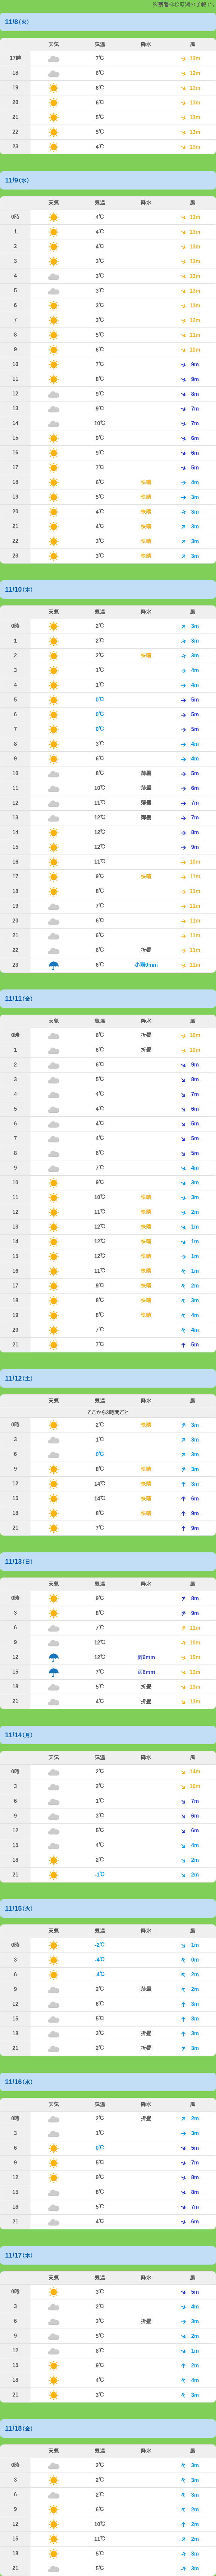 ※裏磐梯桧原湖の予報です
11/8(火)
天気 気温 降水 風
17時 7℃ 13m
18 6℃ 12m
19 6℃ 13m
20 6℃ 15m
21 5℃ 13m
22 5℃ 13m
23 4℃ 12m
11/9(水)
天気 気温 降水 風
0時 4℃ 13m
1 4℃ 13m
2 4℃ 13m
3 3℃ 13m
4 3℃ 13m
5 3℃ 13m
6 3℃ 13m
7 3℃ 12m
8 5℃ 11m
9 6℃ 10m
10 7℃ 9m
11 8℃ 9m
12 9℃ 8m
13 9℃ 7m
14 10℃ 7m
15 9℃ 6m
16 9℃ 6m
17 7℃ 5m
18 6℃ 快晴 4m
19 5℃ 快晴 3m
20 4℃ 快晴 3m
21 4℃ 快晴 3m
22 3℃ 快晴 3m
23 3℃ 快晴 3m
11/10(木)
天気 気温 降水 風
0時 2℃ 3m
1 2℃ 3m
2 2℃ 快晴 3m
3 1℃ 4m
4 1℃ 4m
5 0℃ 5m
6 0℃ 5m
7 0℃ 5m
8 3℃ 4m
9 6℃ 4m
10 8℃ 薄曇 5m
11 10℃ 薄曇 6m
12 11℃ 薄曇 7m
13 12℃ 薄曇 7m
14 12℃ 8m
15 12℃ 9m
16 11℃ 10m
17 9℃ 快晴 11m
18 8℃ 11m
19 7℃ 11m
20 6℃ 11m
21 6℃ 11m
22 6℃ 折曇 11m
23 6℃ 小雨0mm 11m
11/11(金)
天気 気温 降水 風
0時 6℃ 折曇 10m
1 6℃ 折曇 10m
2 6℃ 9m
3 5℃ 8m
4 4℃ 7m
5 4℃ 6m
6 4℃ 5m
7 4℃ 5m
8 6℃ 5m
9 7℃ 4m
10 9℃ 3m
11 10℃ 快晴 3m
12 11℃ 快晴 2m
13 12℃ 快晴 1m
14 12℃ 快晴 1m
15 12℃ 快晴 1m
16 11℃ 快晴 1m
17 9℃ 快晴 2m
18 8℃ 快晴 3m
19 8℃ 快晴 4m
20 7℃ 4m
21 7℃ 5m
11/12(土)
天気 気温 降水 風
ここから3時間ごと
0時 2℃ 快晴 3m
3 1℃ 3m
6 0℃ 3m
9 8℃ 快晴 3m
12 14℃ 快晴 3m
15 14℃ 快晴 6m
18 8℃ 快晴 9m
21 7℃ 9m
11/13(日)
天気 気温 降水 風
0時 9℃ 8m
3 8℃ 9m
6 7℃ 11m
9 12℃ 10m
12 12℃ 雨6mm 10m
15 7℃ 雨6mm 13m
18 5℃ 折曇 13m
21 4℃ 折曇 13m
11/14(月)
天気 気温 降水 風
0時 2℃ 14m
3 2℃ 10m
6 1℃ 7m
9 3℃ 6m
12 5℃ 6m
15 4℃ 4m
18 2℃ 2m
21 -1℃ 2m
11/15(火)
天気 気温 降水 風
0時 -2℃ 1m
3 -4℃ 0m
6 -4℃ 2m
9 2℃ 薄曇 2m
12 6℃ 3m
15 5℃ 3m
18 3℃ 折曇 3m
21 2℃ 折曇 3m
11/16(水)
天気 気温 降水 風
0時 2℃ 折曇 2m
3 1℃ 3m
6 0℃ 5m
9 5℃ 7m
12 9℃ 8m
15 8℃ 8m
18 5℃ 7m
21 4℃ 6m
11/17(木)
天気 気温 降水 風
0時 3℃ 5m
3 2℃ 4m
6 3℃ 折曇 3m
9 5℃ 2m
12 8℃ 1m
15 9℃ 2m
18 4℃ 4m
21 3℃ 3m
11/18(金)
天気 気温 降水 風
0時 2℃ 3m
3 2℃ 3m
6 2℃ 3m
9 6℃ 2m
12 10℃ 2m
15 11℃ 2m
18 5℃ 3m
21 5℃ 3m